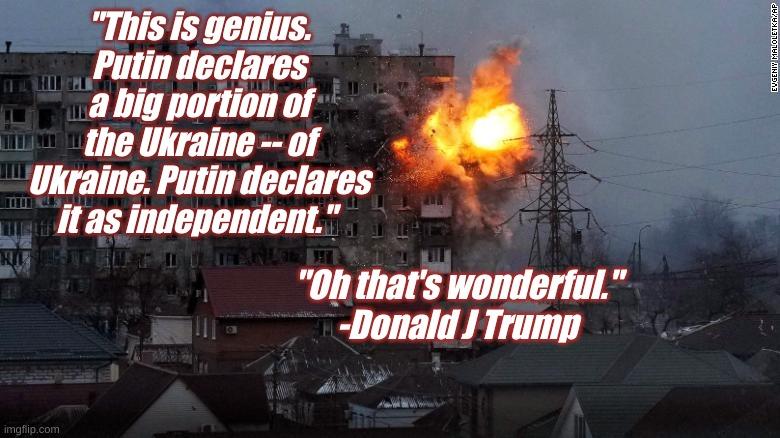 "This is genius.
Putin declares
a big portion of
the Ukraine -- of
Ukraine. Putin declares
it as independent."
"Oh that's wonderful."
-Donald J Trump
EVGENIY MALOLETKA/AP
imgflip.com